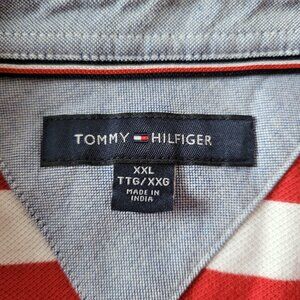 TOMMY HILFIGER
XXL
TTG/XXG
MADE IN
INDIA